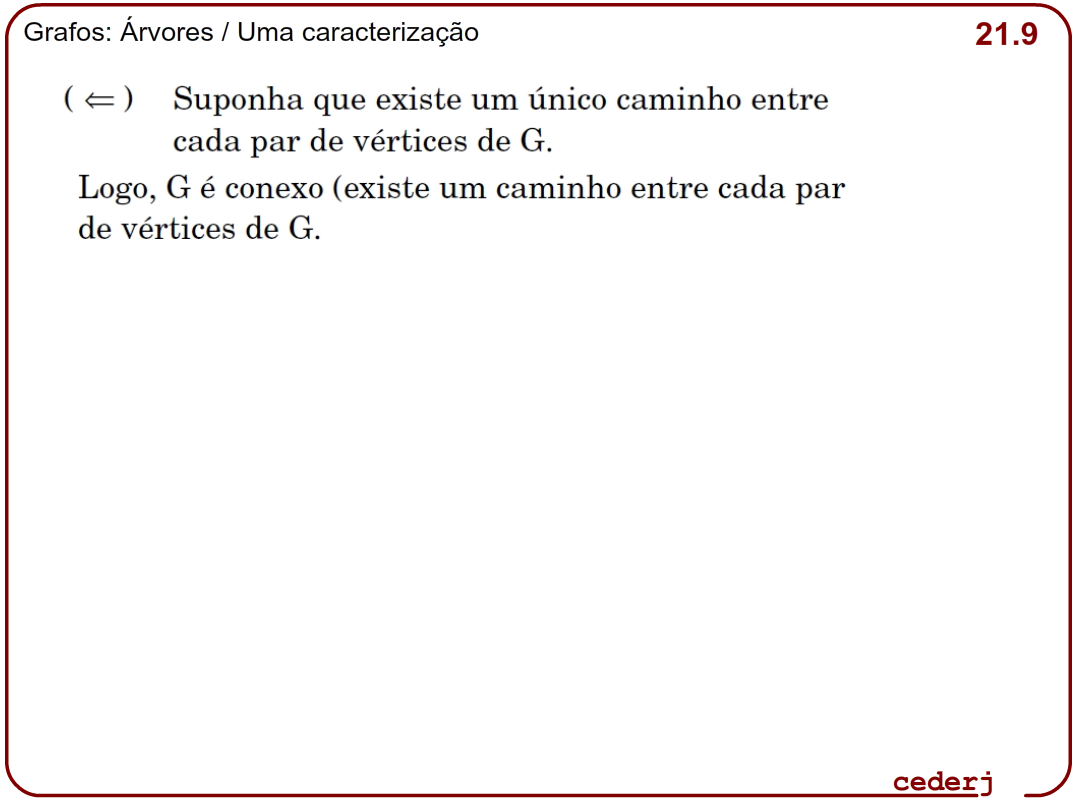 Grafos: Árvores / Uma caracterização
21.9
( ⇐ ) Suponha que existe um único caminho entre
cada par de vértices de G.
Logo, G é conexo (existe um caminho entre cada par
de vértices de G.
cederj